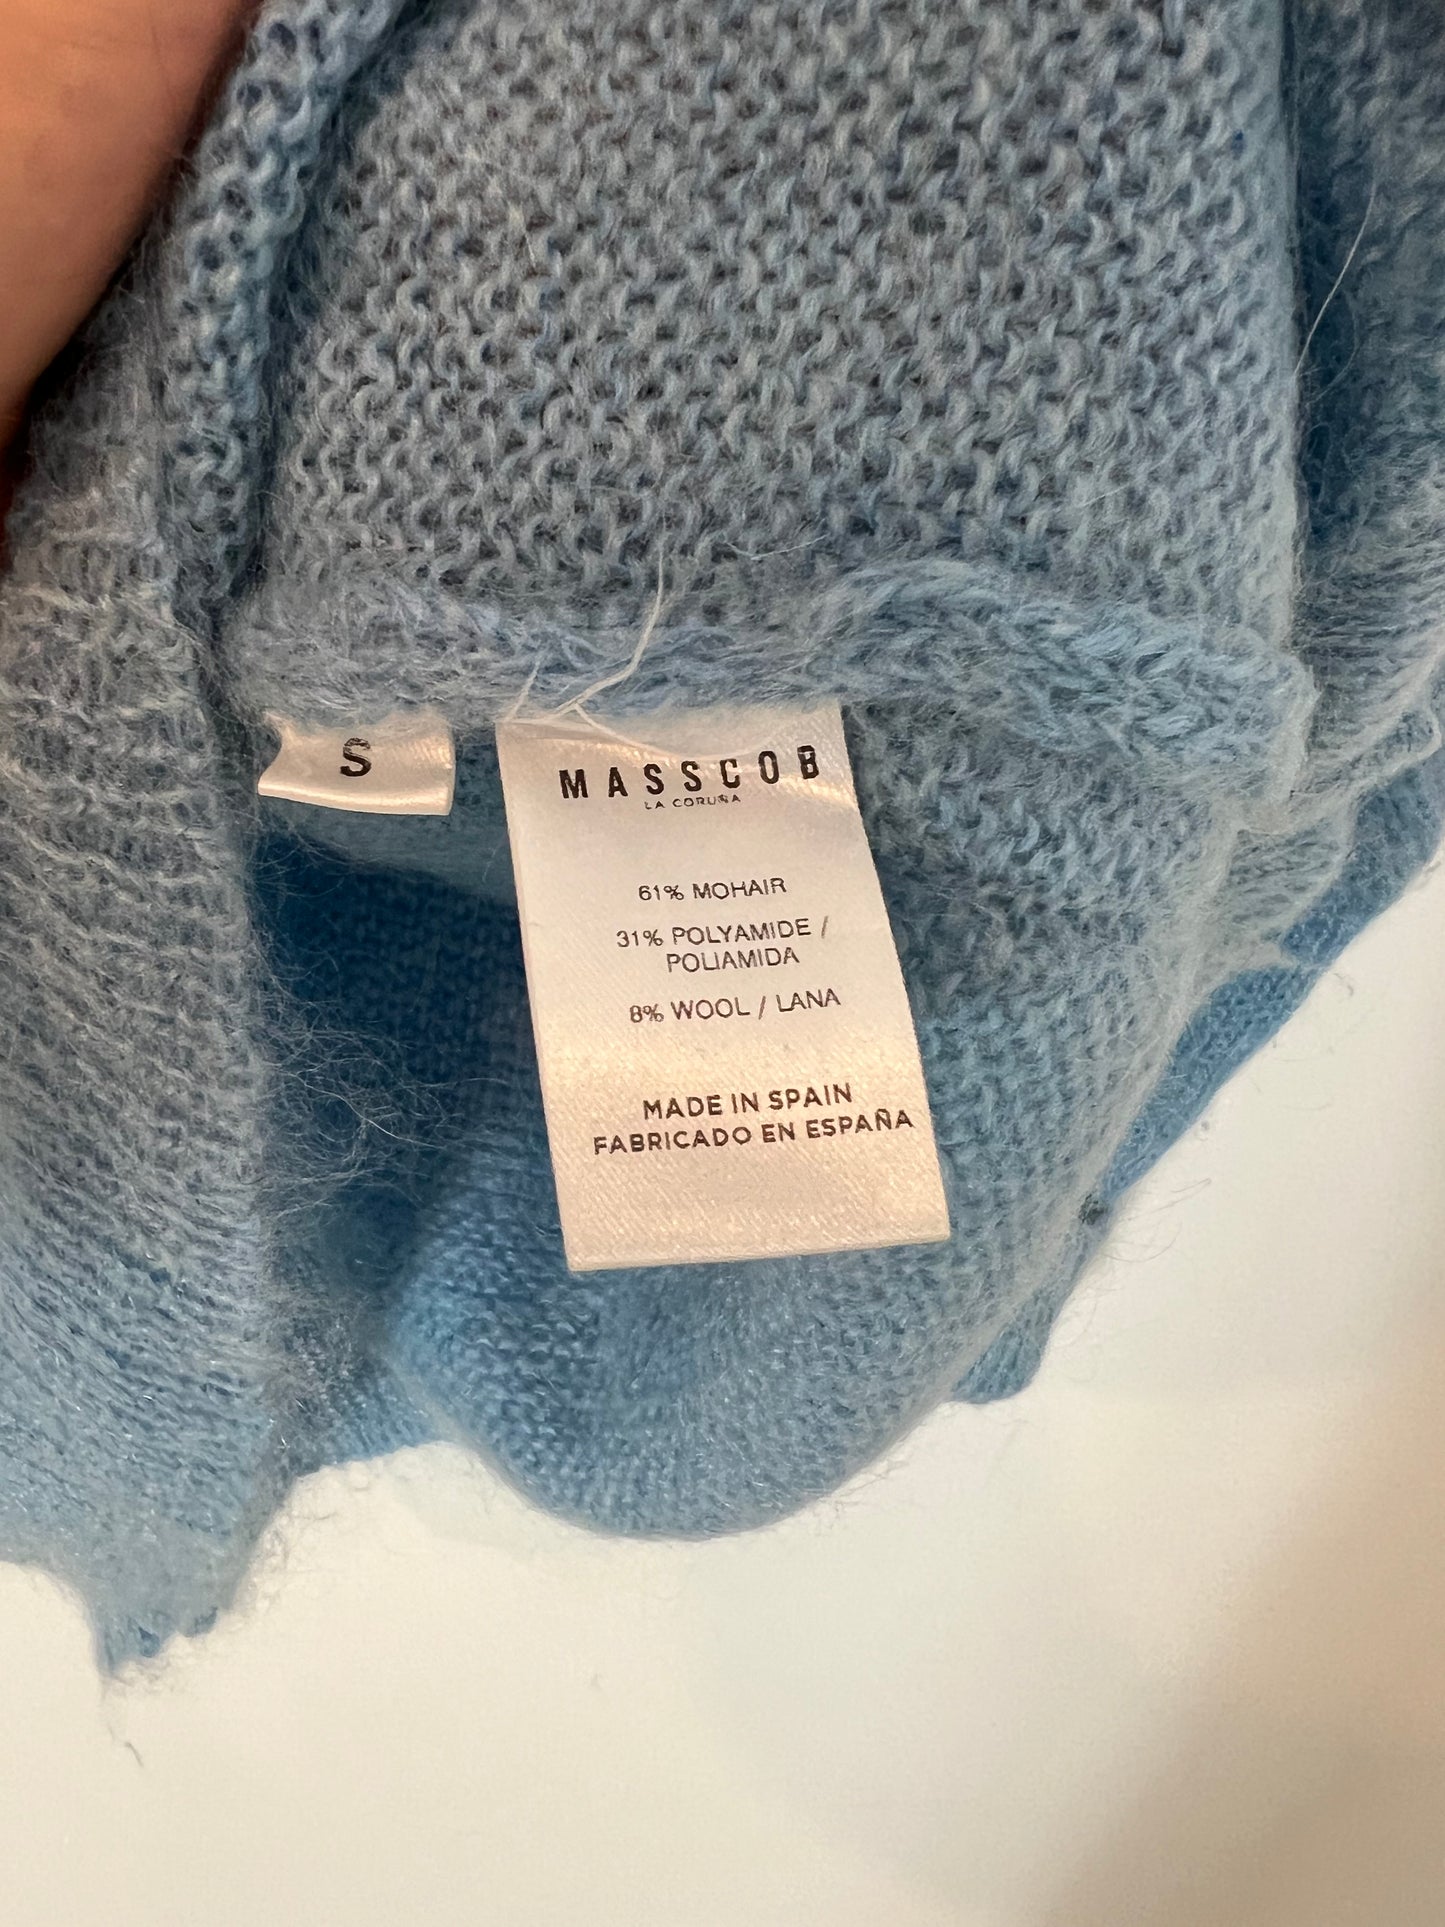 S
MASSCOB
LA CORUÑA
61% MOHAIR
31% POLYAMIDE /
POLIAMIDA
8% WOOL / LANA
MADE IN SPAIN
FABRICADO EN ESPAÑA